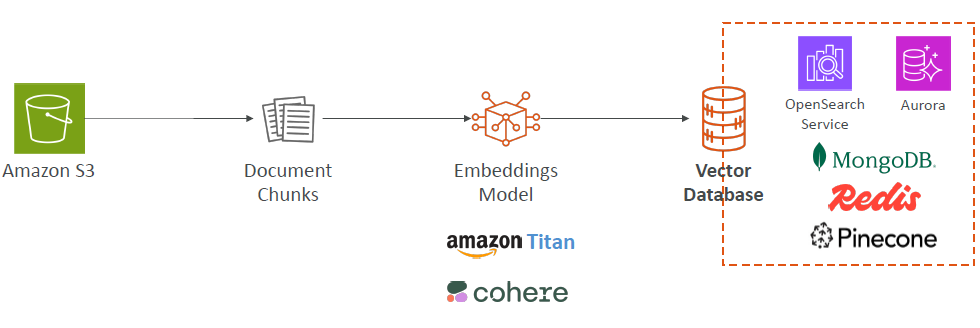 Amazon S3
Document
Chunks
Embeddings
Model
amazon Titan
cohere
Vector
Database
OpenSearch
Service
Aurora
MongoDB.
Redis
Pinecone